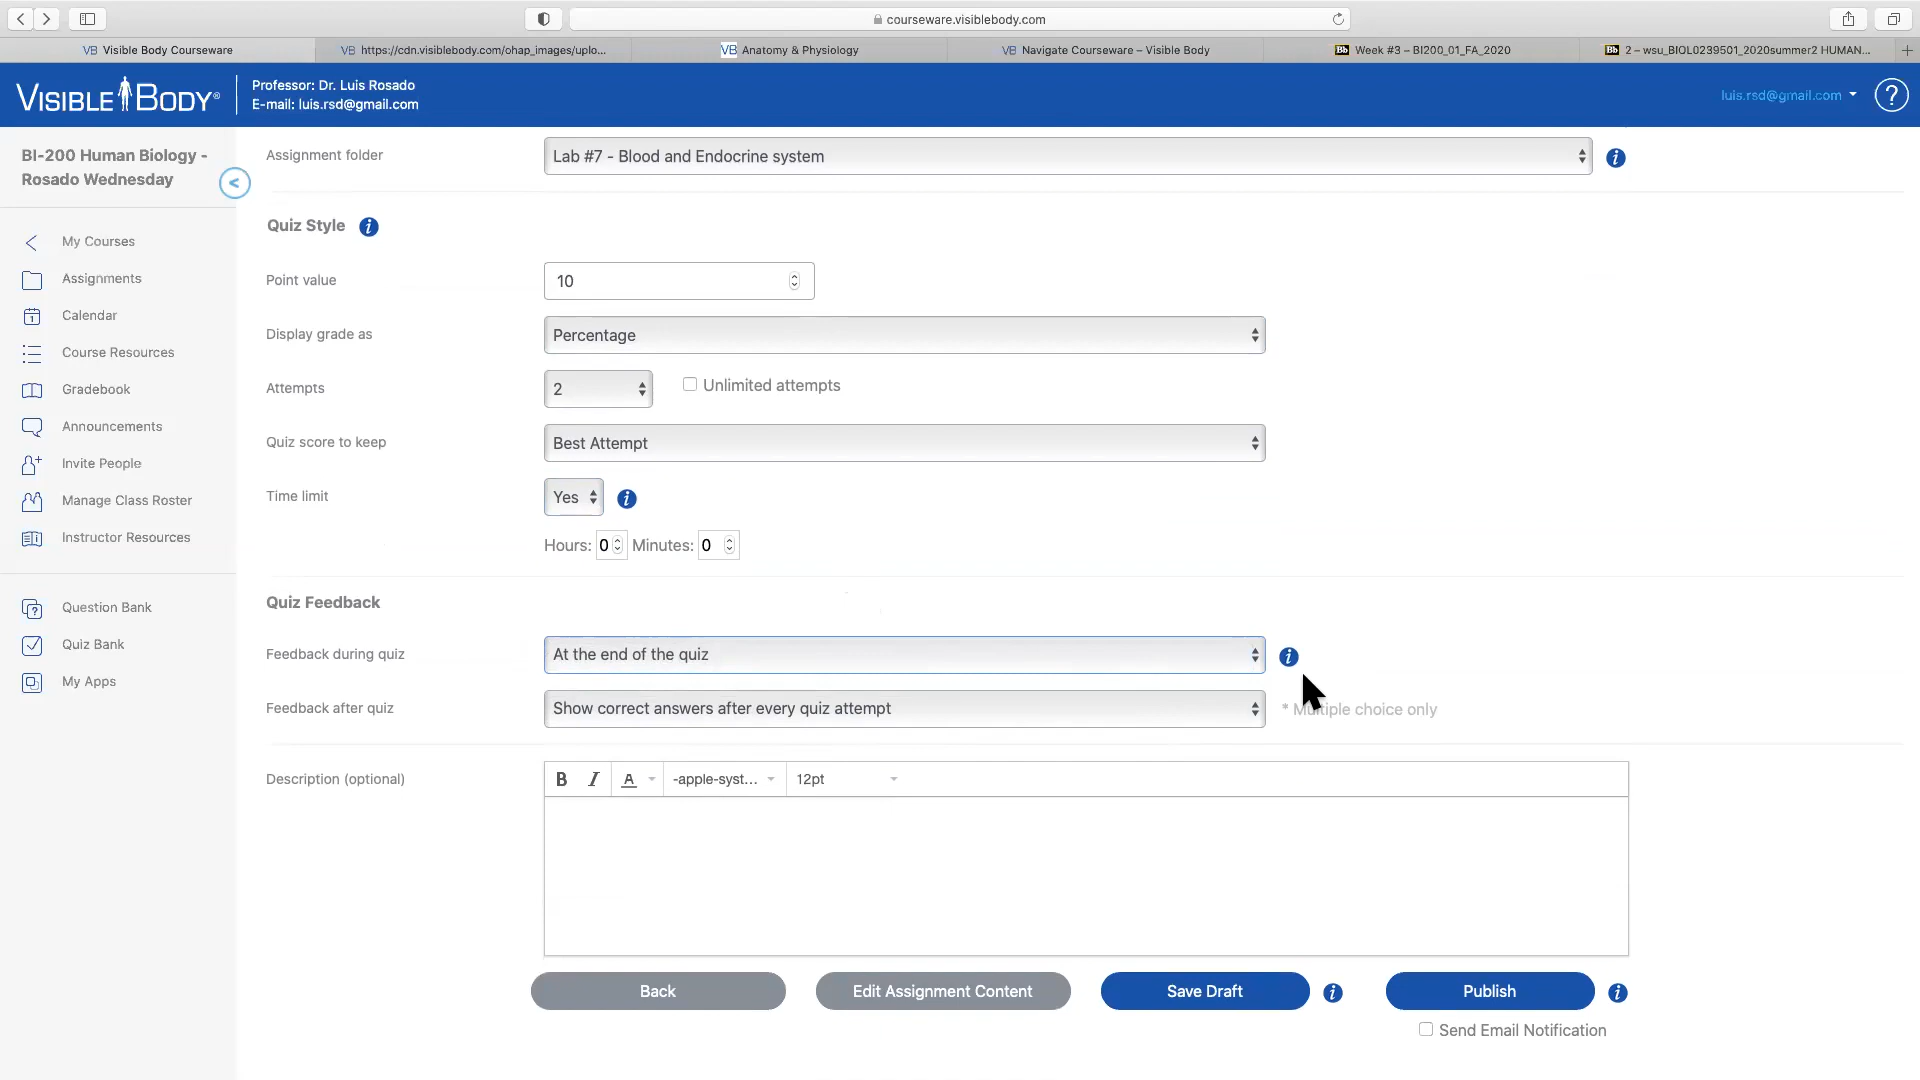 courseware.visiblebody.com
VB Visible Body Courseware
VB https://cdn.visiblebody.com/ohap_images/uplo...
VB Anatomy & Physiology
VB Navigate Courseware – Visible Body
Bb Week #3 – BI200_01_FA_2020
Bb 2 – wsu_BIOL0239501_2020summer2 HUMAN...
VISIBLE BODY®
Professor: Dr. Luis Rosado
E-mail: luis.rsd@gmail.com
luis.rsd@gmail.com
?
BI-200 Human Biology -
Rosado Wednesday
<
My Courses
Assignments
Calendar
Course Resources
Gradebook
Announcements
Invite People
Manage Class Roster
Instructor Resources
Question Bank
Quiz Bank
My Apps
Assignment folder
Lab #7 - Blood and Endocrine system
i
Quiz Style i
Point value
10
Display grade as
Percentage
Attempts
2
Unlimited attempts
Quiz score to keep
Best Attempt
Time limit
Yes
i
Hours: 0 Minutes: 0
Quiz Feedback
Feedback during quiz
At the end of the quiz
i
Feedback after quiz
Show correct answers after every quiz attempt
* Multiple choice only
Description (optional)
B I A -apple-syst... 12pt
Back
Edit Assignment Content
Save Draft
i
Publish
i
Send Email Notification